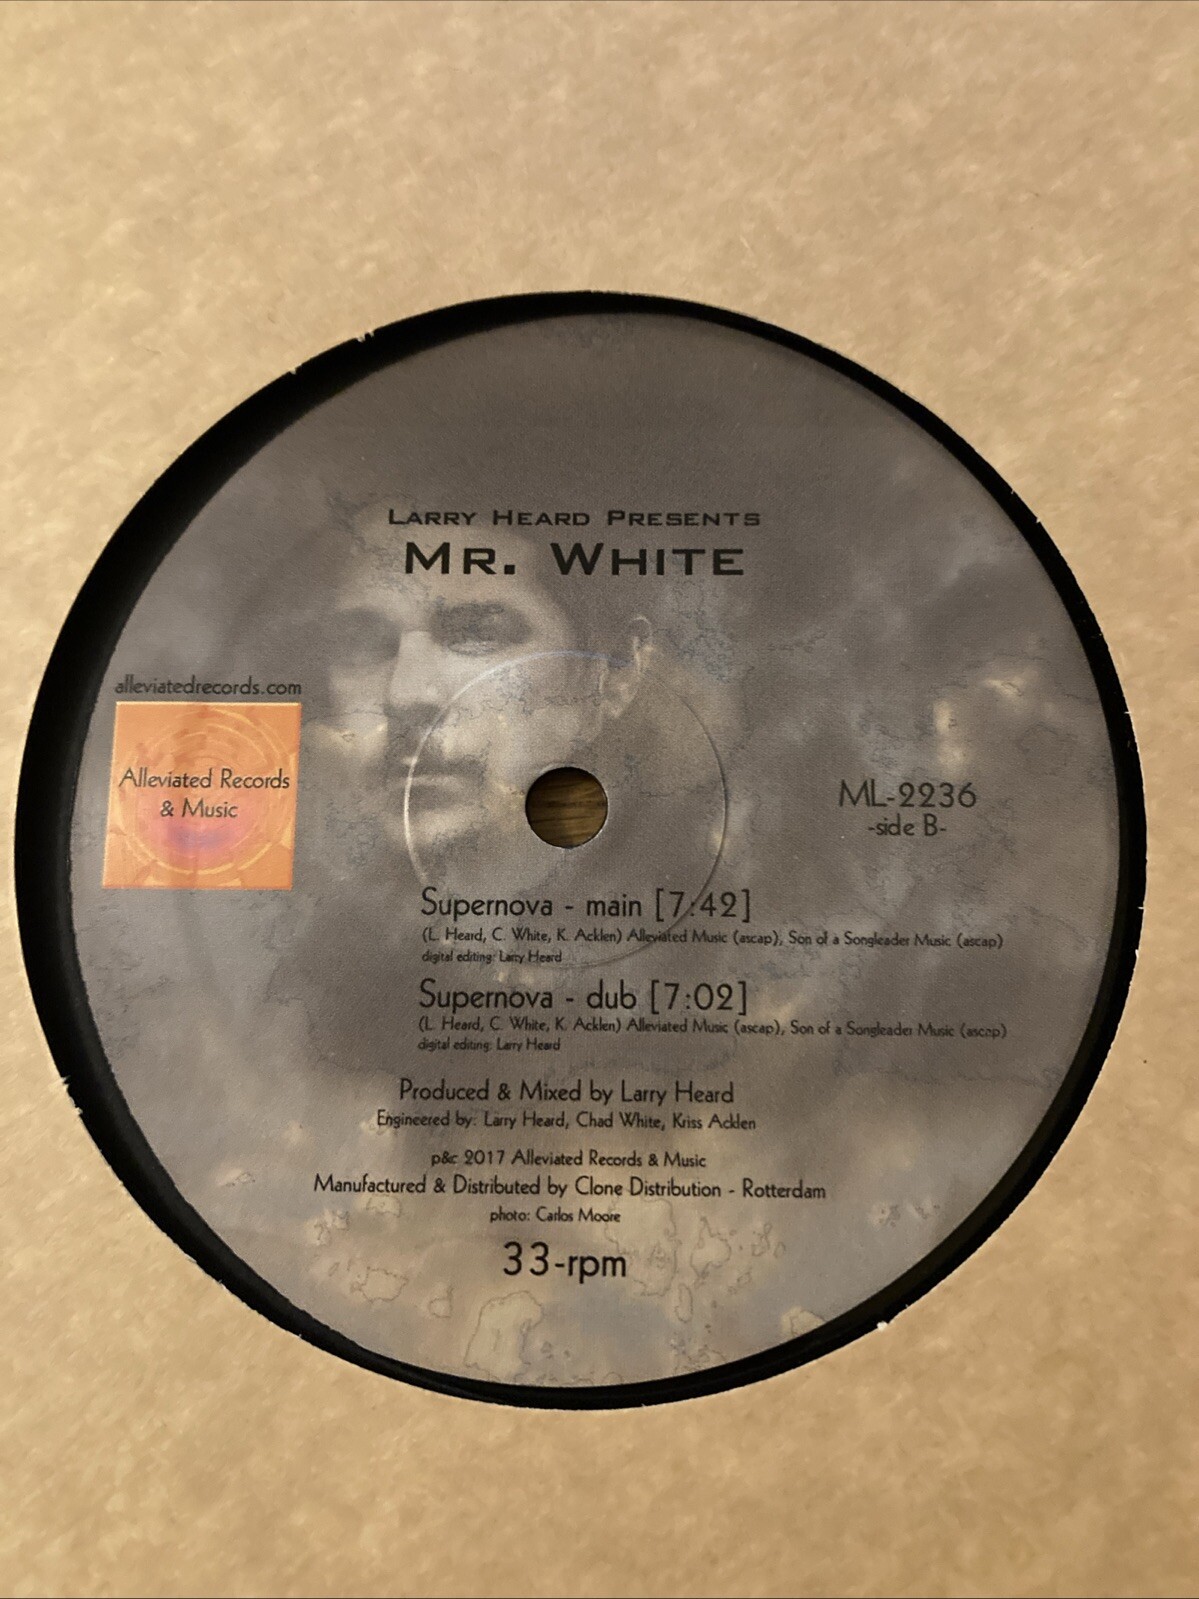 LARRY HEARD PRESENTS
MR. WHITE
alleviatedrecords.com
Alleviated Records
& Music
ML-2236
-side B-
Supernova - main [7:42]
(L. Heard, C. White, K. Acklen) Alleviated Music (ascap), Son of a Songleader Music (ascap)
digital editing: Larry Heard
Supernova - dub [7:02]
(L. Heard, C. White, K. Acklen) Alleviated Music (ascap), Son of a Songleader Music (ascap)
digital editing: Larry Heard
Produced & Mixed by Larry Heard
Engineered by: Larry Heard, Chad White, Kriss Acklen
p&c 2017 Alleviated Records & Music
Manufactured & Distributed by Clone Distribution - Rotterdam
photo: Carlos Moore
33-rpm